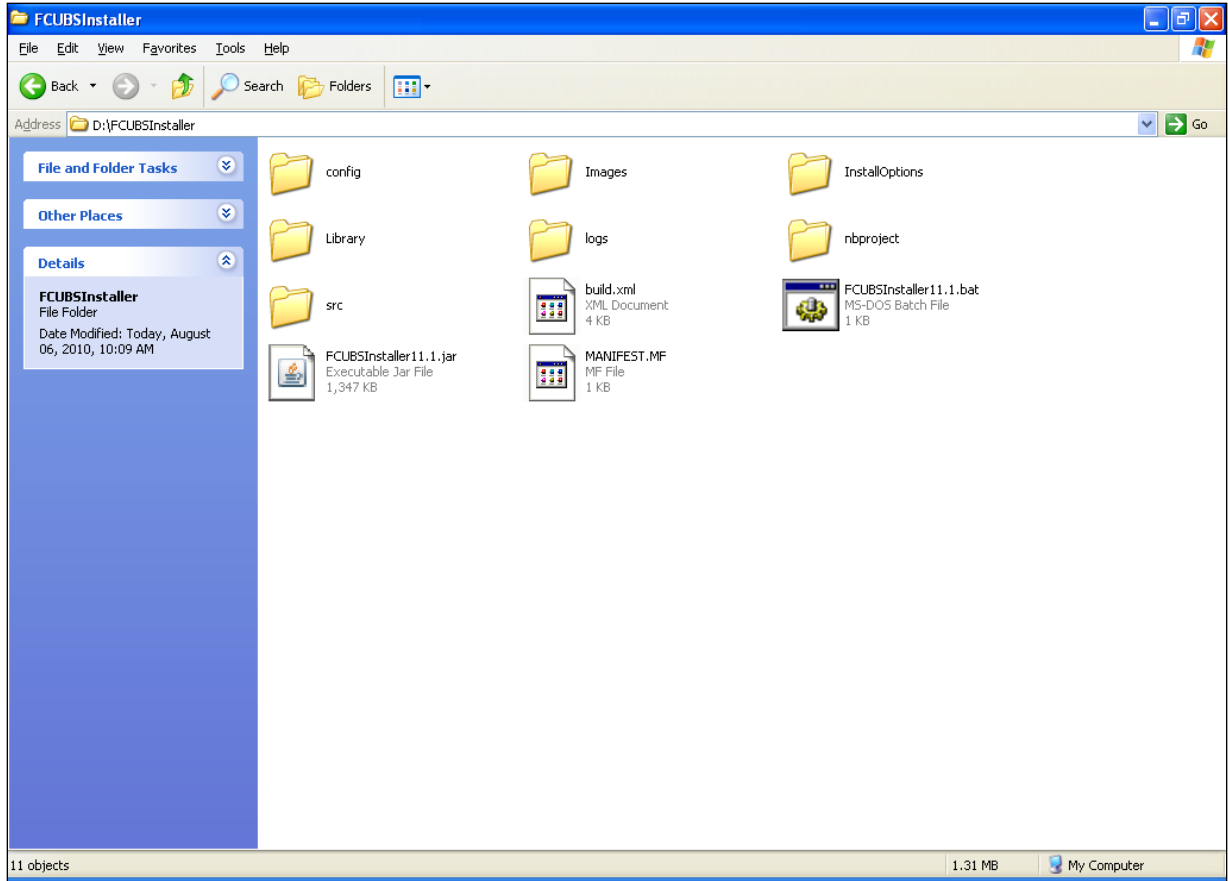 FCUBSInstaller
File Edit View Favorites Tools Help
Back Search Folders
Address D:\FCUBSInstaller Go
File and Folder Tasks
Other Places
Details
FCUBSInstaller
File Folder
Date Modified: Today, August
06, 2010, 10:09 AM
config
Images
InstallOptions
Library
logs
nbproject
src
build.xml
XML Document
4 KB
FCUBSInstaller11.1.bat
MS-DOS Batch File
1 KB
FCUBSInstaller11.1.jar
Executable Jar File
1,347 KB
MANIFEST.MF
MF File
1 KB
11 objects 1.31 MB My Computer